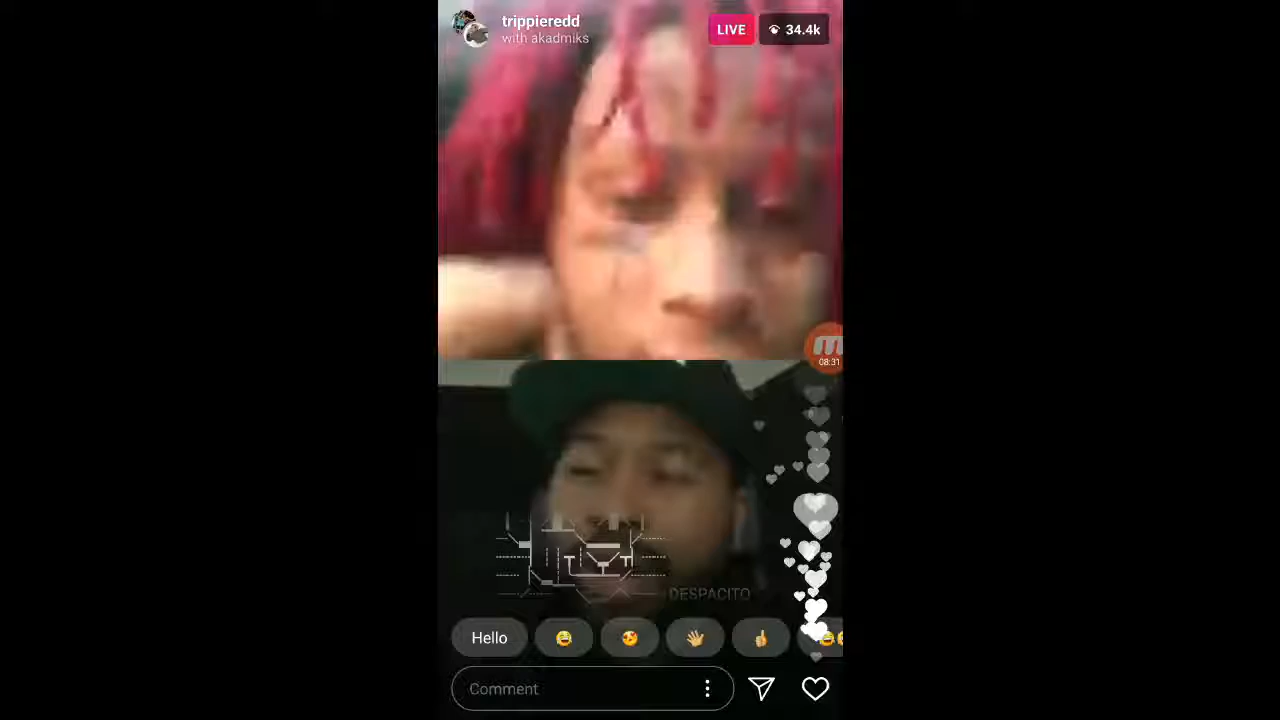 trippieredd
with akadmiks
LIVE
34.4k
08:31
DESPACITO
Hello
Comment